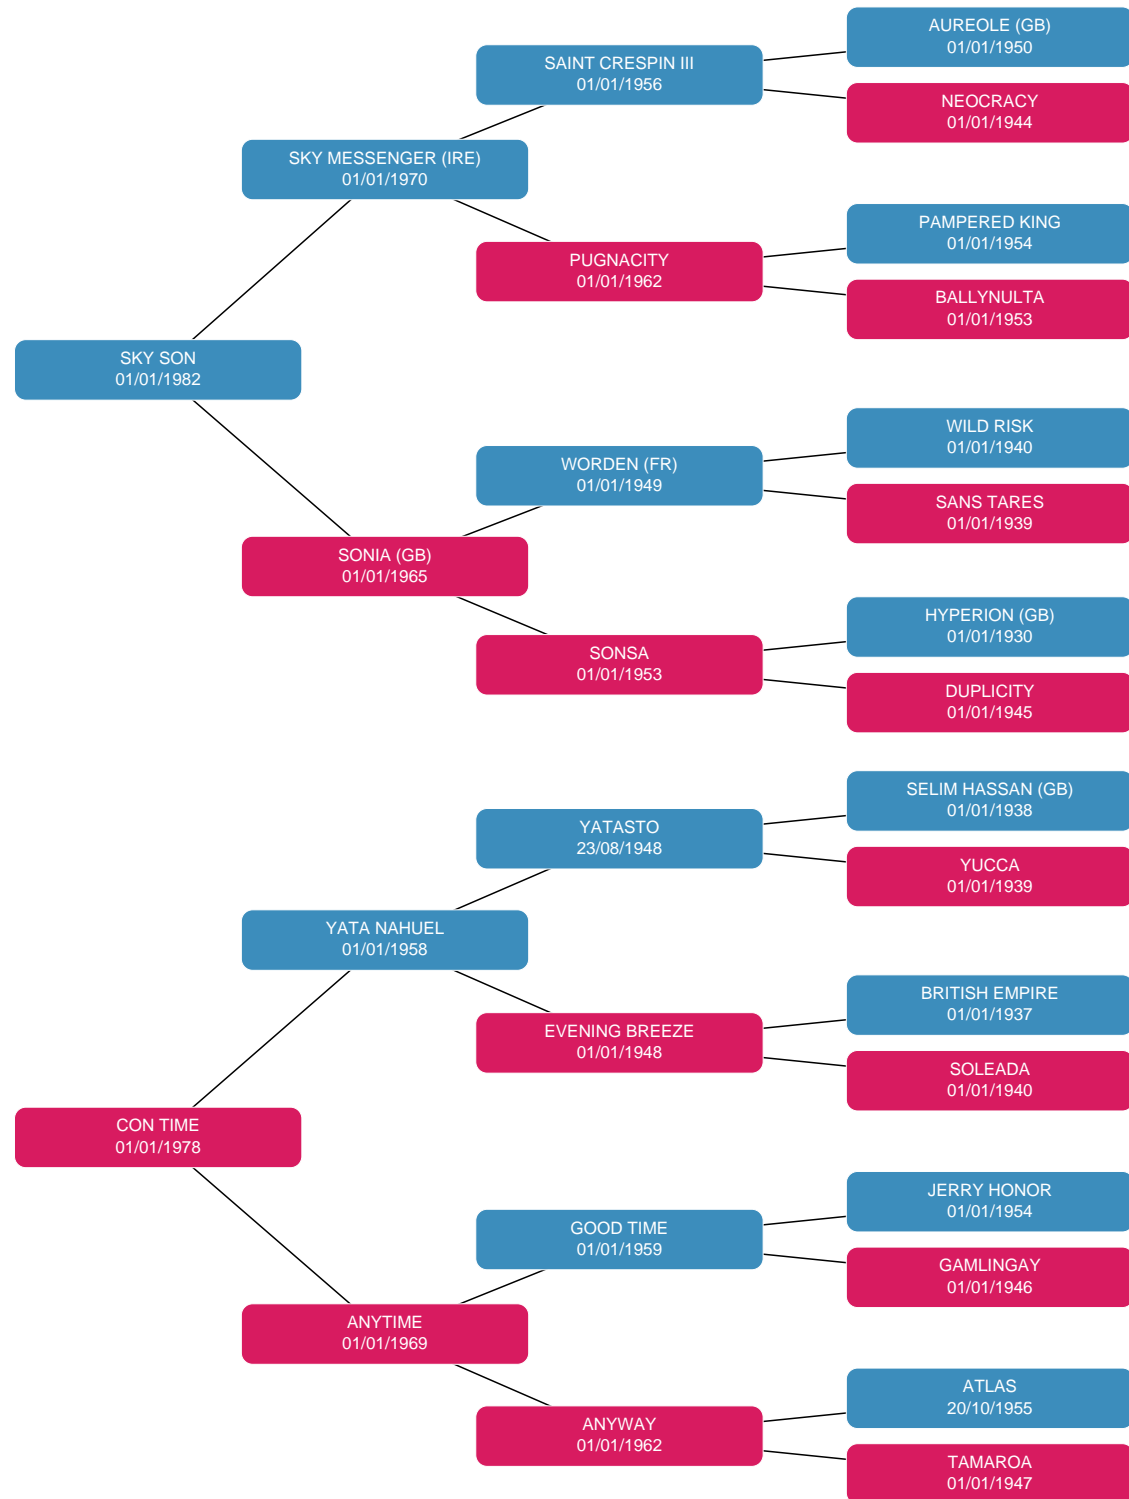 AUREOLE (GB)
01/01/1950
SAINT CRESPIN III
01/01/1956
NEOCRACY
01/01/1944
SKY MESSENGER (IRE)
01/01/1970
PAMPERED KING
01/01/1954
PUGNACITY
01/01/1962
BALLYNULTA
01/01/1953
SKY SON
01/01/1982
WILD RISK
01/01/1940
WORDEN (FR)
01/01/1949
SANS TARES
01/01/1939
SONIA (GB)
01/01/1965
HYPERION (GB)
01/01/1930
SONSA
01/01/1953
DUPLICITY
01/01/1945
SELIM HASSAN (GB)
01/01/1938
YATASTO
23/08/1948
YUCCA
01/01/1939
YATA NAHUEL
01/01/1958
BRITISH EMPIRE
01/01/1937
EVENING BREEZE
01/01/1948
SOLEADA
01/01/1940
CON TIME
01/01/1978
JERRY HONOR
01/01/1954
GOOD TIME
01/01/1959
GAMLINGAY
01/01/1946
ANYTIME
01/01/1969
ATLAS
20/10/1955
ANYWAY
01/01/1962
TAMAROA
01/01/1947